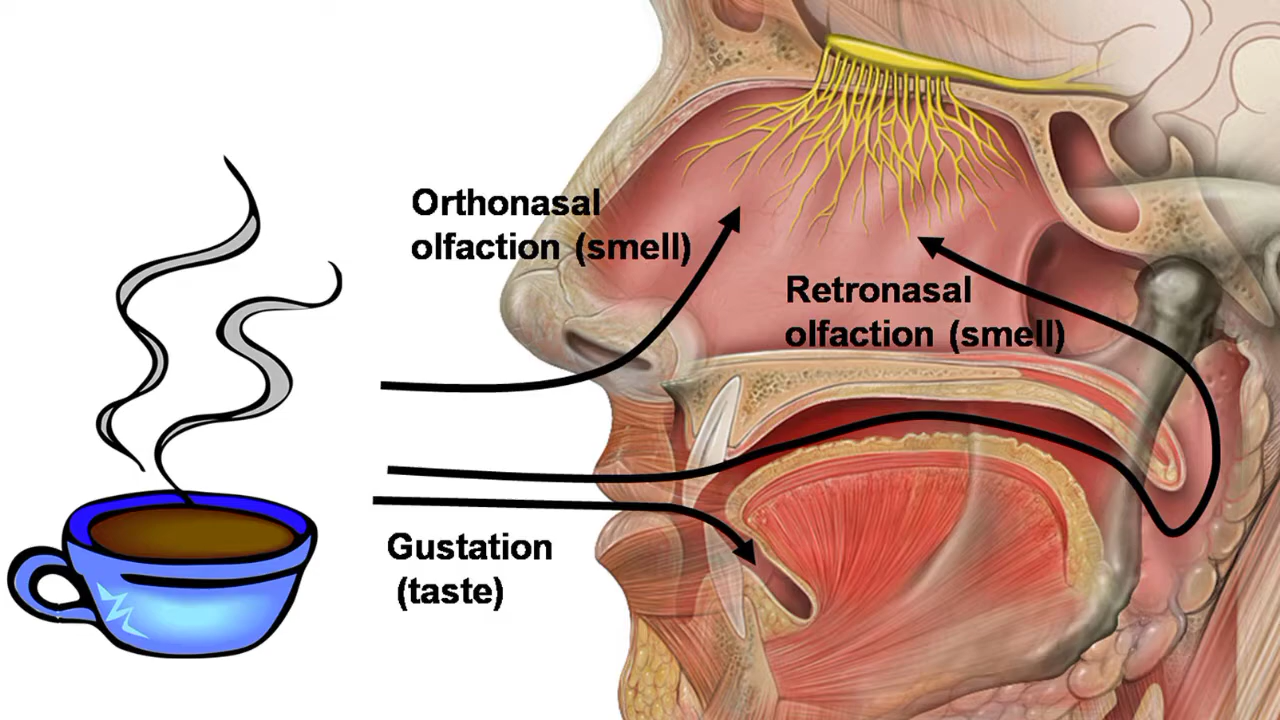 Orthonasal
olfaction (smell)
Retronasal
olfaction (smell)
Gustation
(taste)